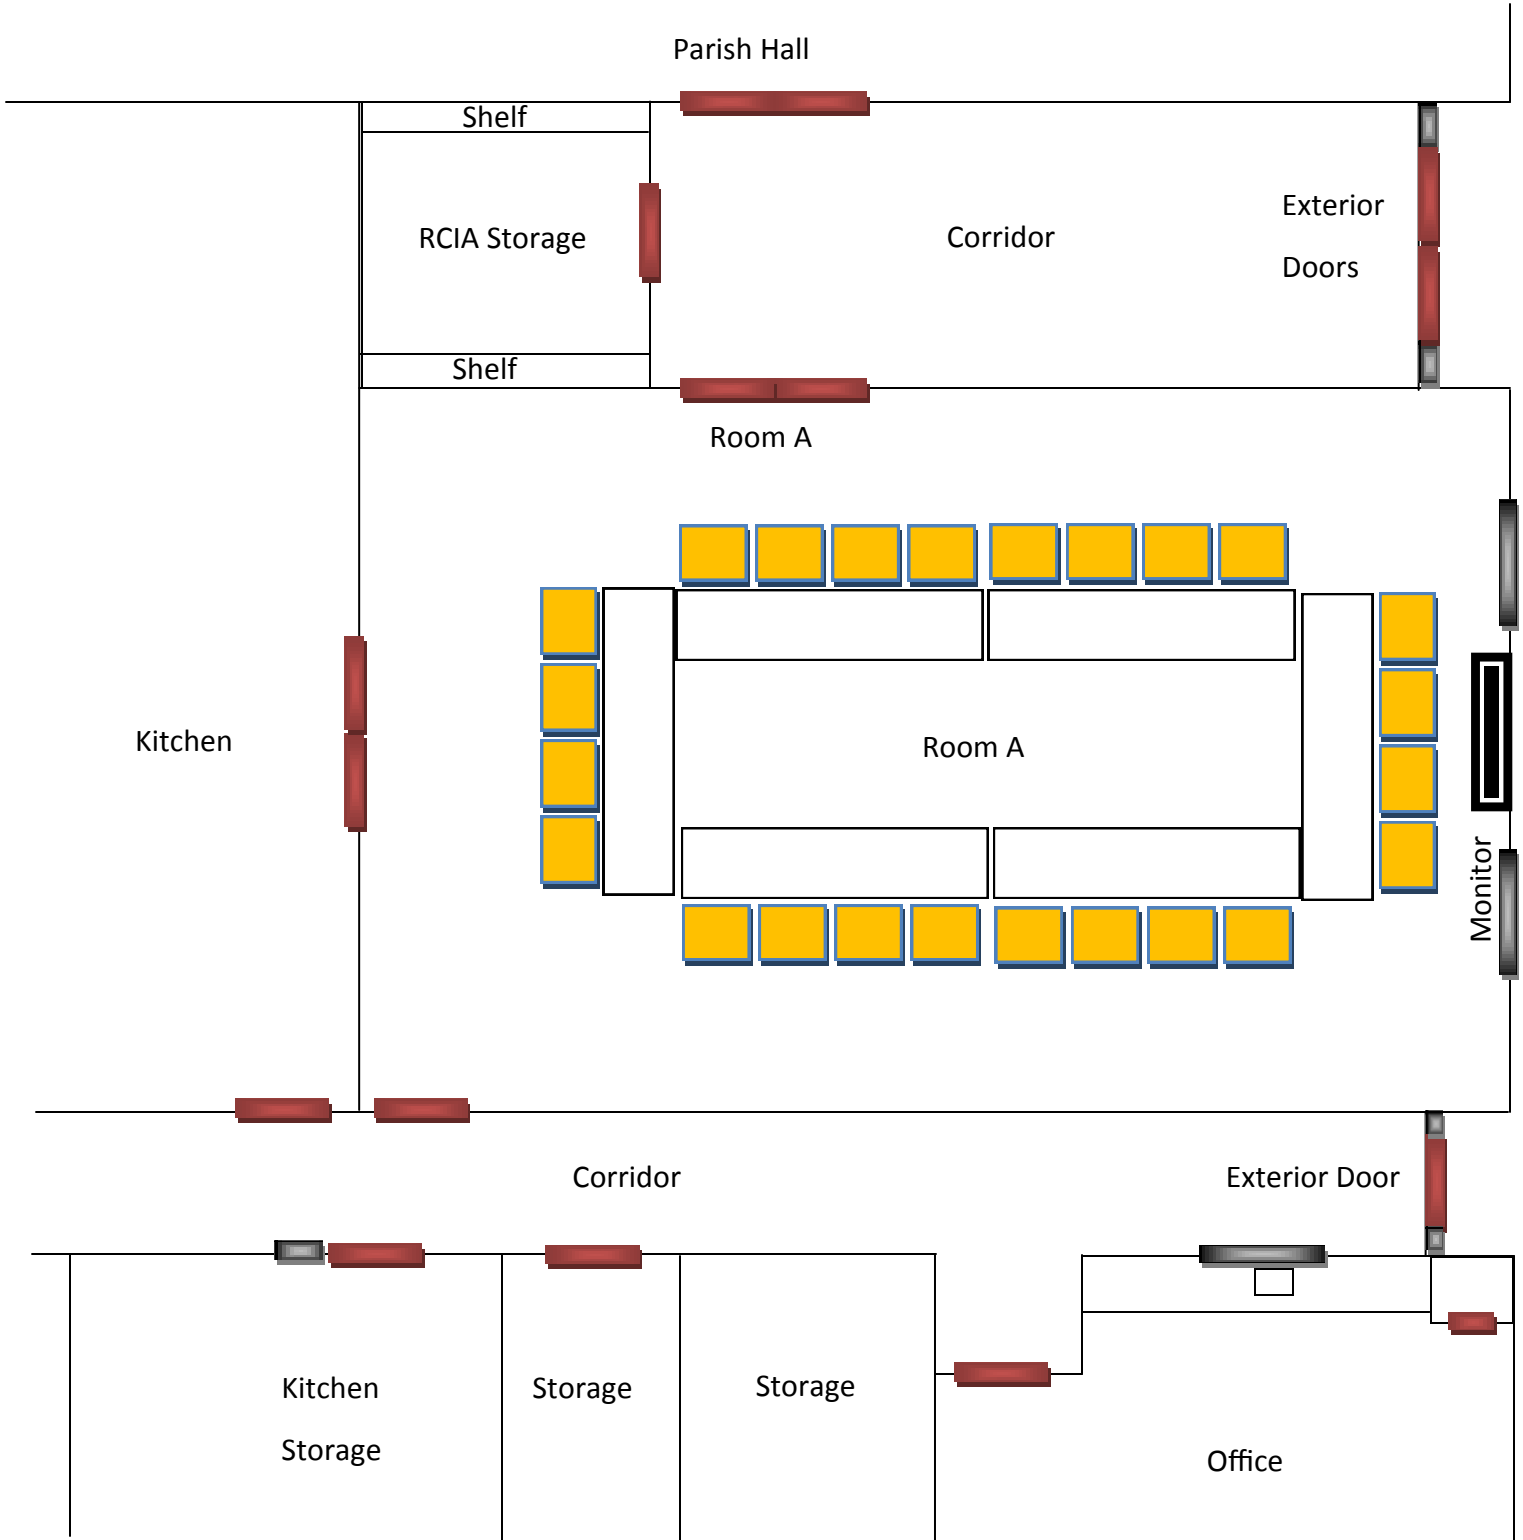 Parish Hall
Shelf
RCIA Storage
Corridor
Exterior
Doors
Shelf
Room A
Kitchen
Room A
Monitor
Corridor
Exterior Door
Kitchen
Storage
Storage
Storage
Office